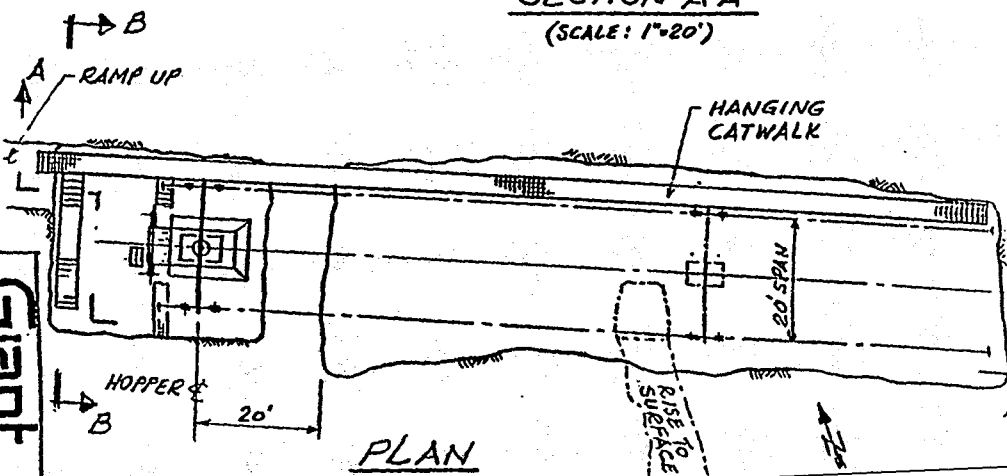 SECTION A-A
(SCALE: 1"=20')
B
A
RAMP UP
HANGING
CATWALK
20' SPAN
HOPPER ℄
20'
B
RISE TO
SURFACE
PLAN
N